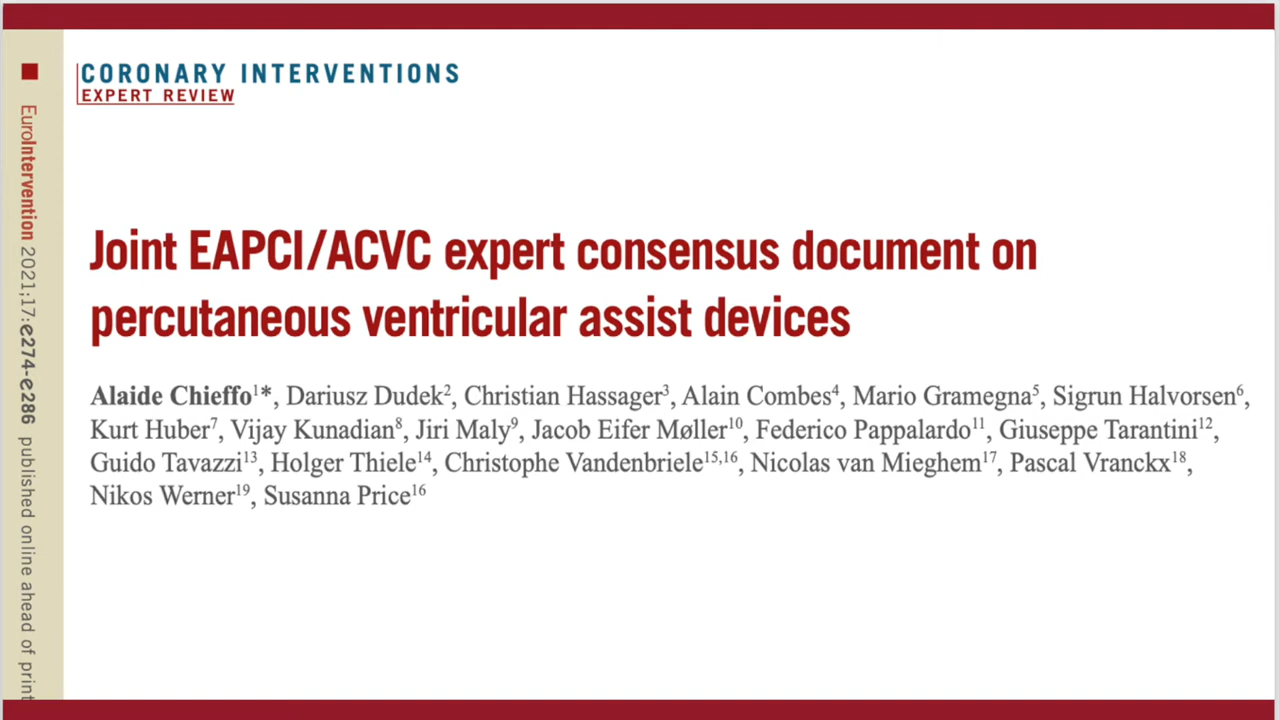 CORONARY INTERVENTIONS
EXPERT REVIEW
EuroIntervention 2021;17:e274-e286 published online ahead of print
Joint EAPCI/ACVC expert consensus document on
percutaneous ventricular assist devices
Alaide Chieffo1*, Dariusz Dudek2, Christian Hassager3, Alain Combes4, Mario Gramegna5, Sigrun Halvorsen6,
Kurt Huber7, Vijay Kunadian8, Jiri Maly9, Jacob Eifer Møller10, Federico Pappalardo11, Giuseppe Tarantini12,
Guido Tavazzi13, Holger Thiele14, Christophe Vandenbriele15,16, Nicolas van Mieghem17, Pascal Vranckx18,
Nikos Werner19, Susanna Price16